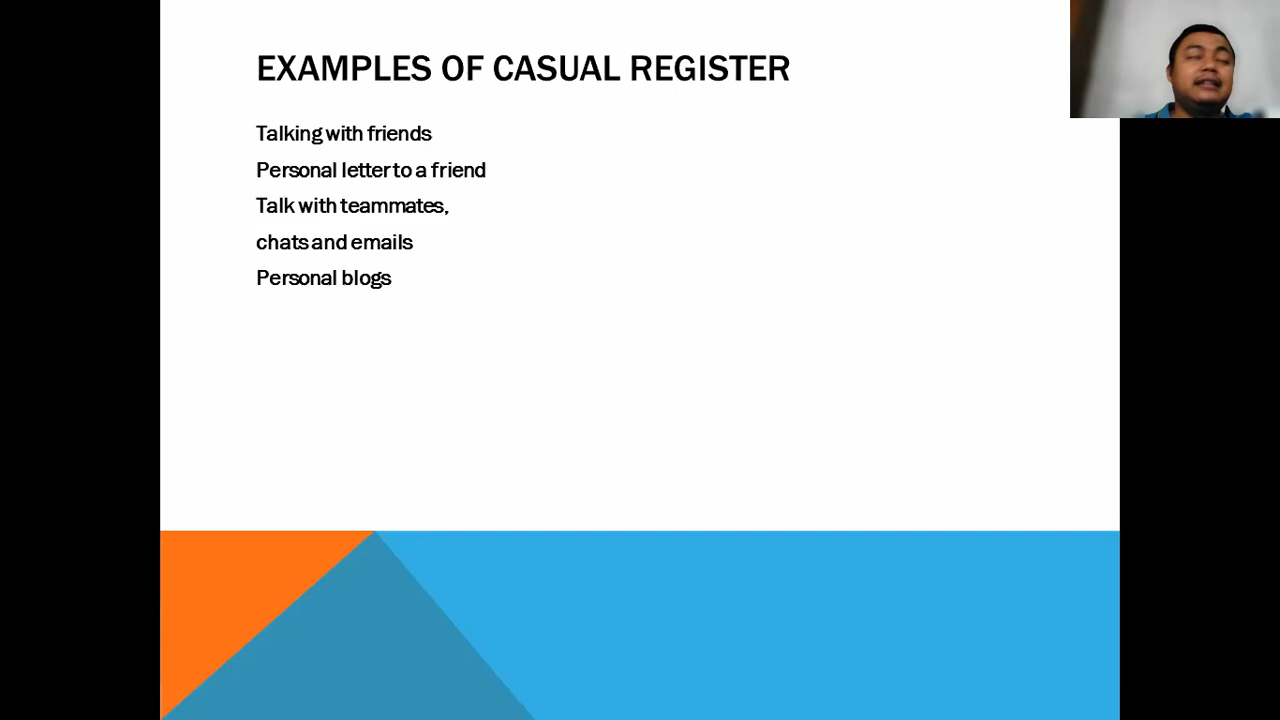 EXAMPLES OF CASUAL REGISTER
Talking with friends
Personal letter to a friend
Talk with teammates,
chats and emails
Personal blogs